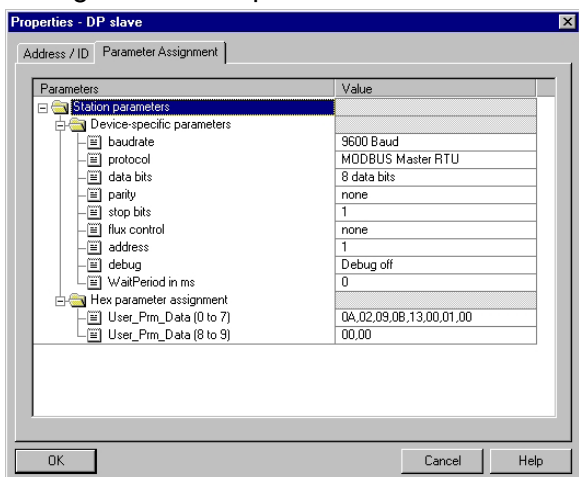 Properties - DP slave
Address / ID Parameter Assignment
Parameters Value
Station parameters
Device-specific parameters
baudrate 9600 Baud
protocol MODBUS Master RTU
data bits 8 data bits
parity none
stop bits 1
flux control none
address 1
debug Debug off
WaitPeriod in ms 0
Hex parameter assignment
User_Prm_Data (0 to 7) 0A,02,09,0B,13,00,01,00
User_Prm_Data (8 to 9) 00,00
OK Cancel Help